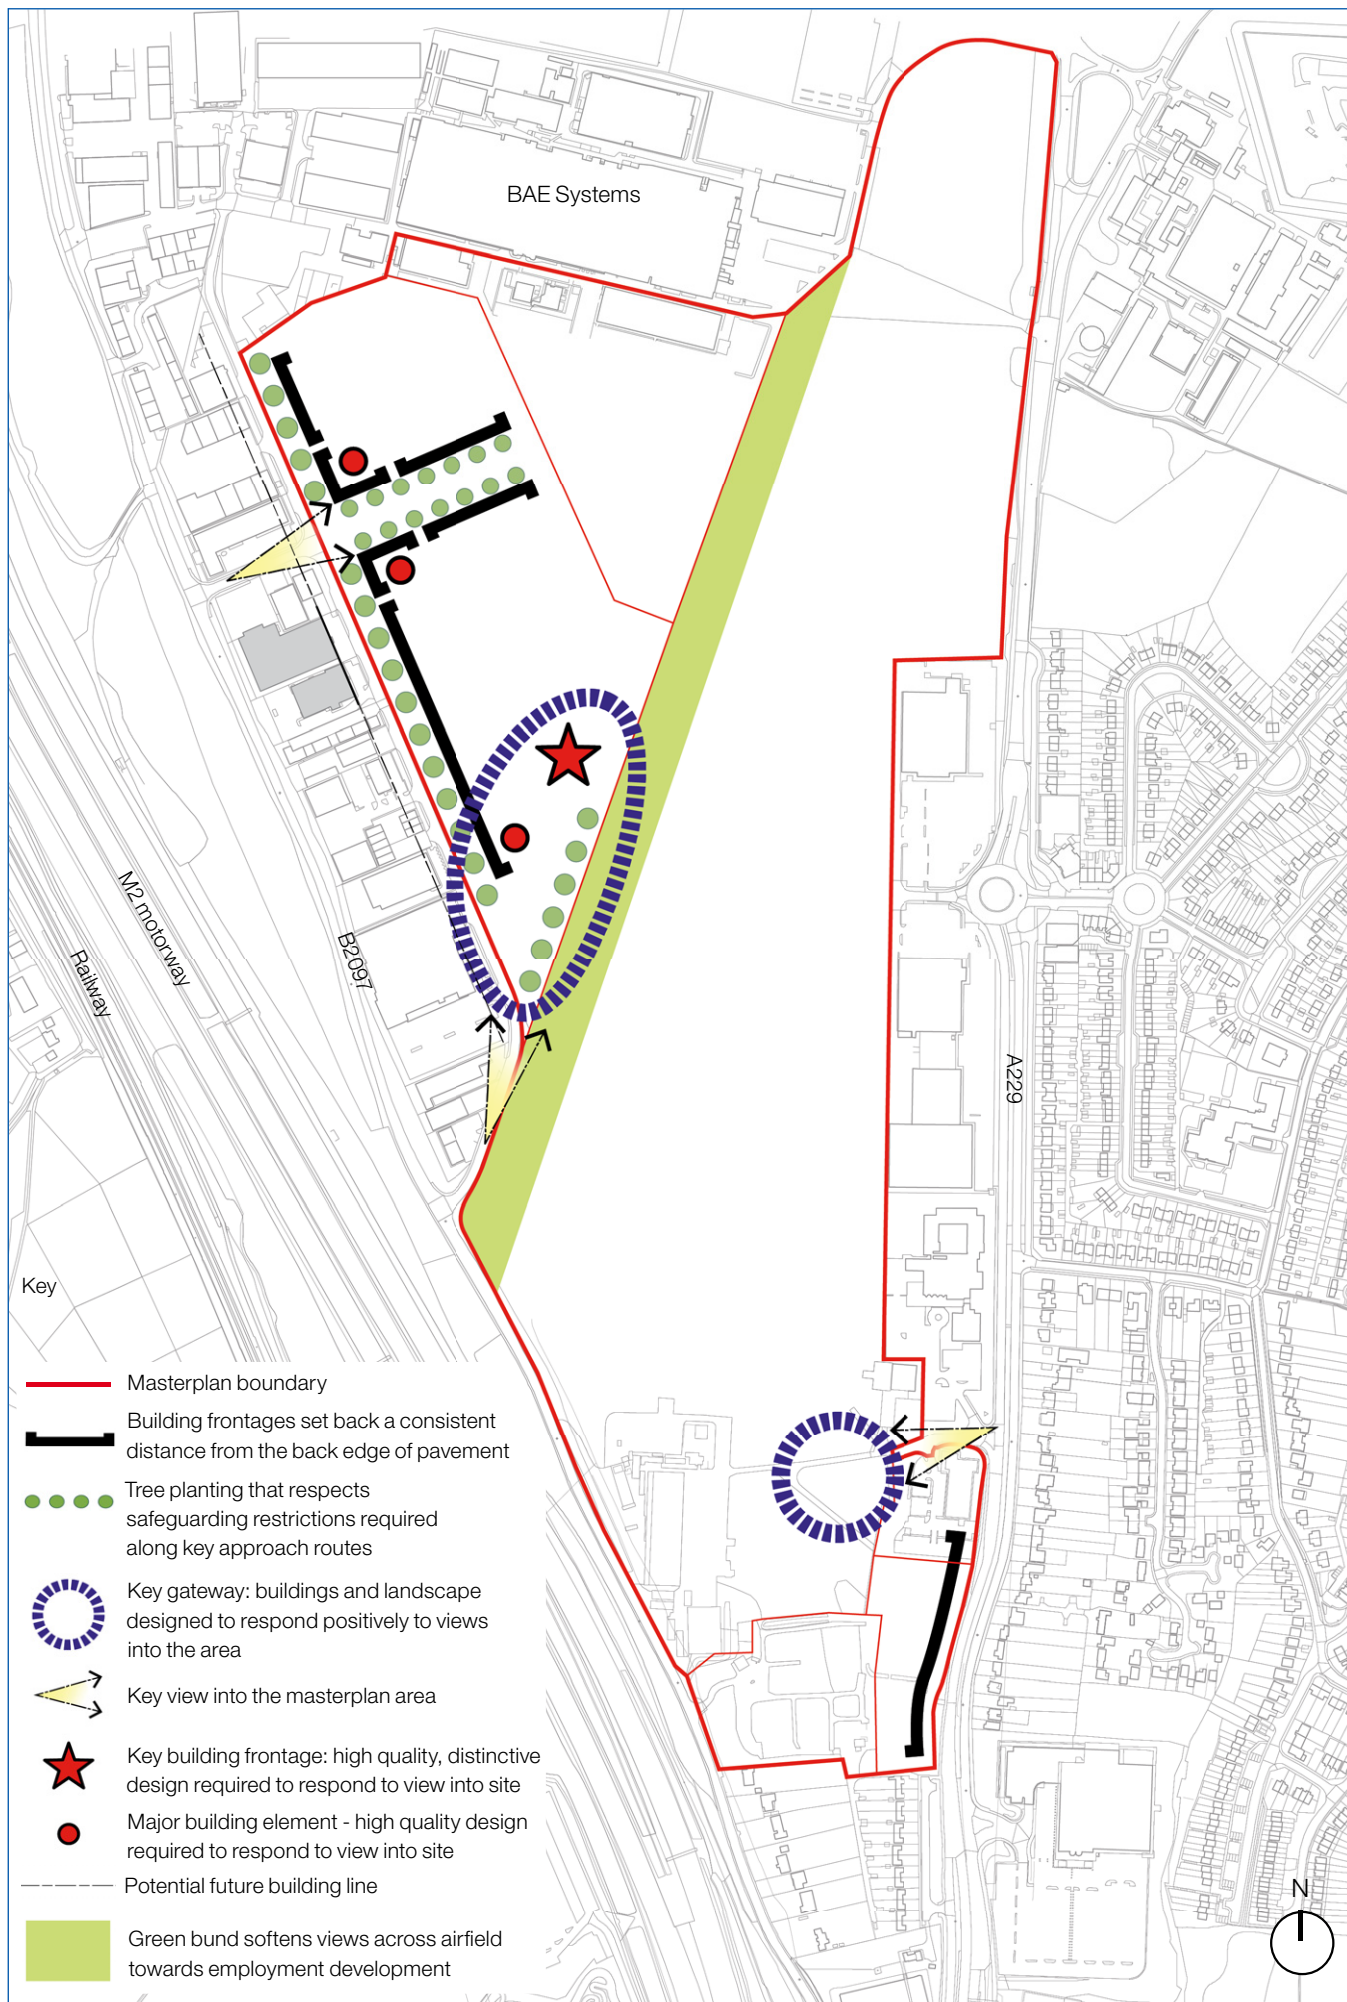 BAE Systems
M2 motorway
Railway
B2097
A229
Key
Masterplan boundary
Building frontages set back a consistent
distance from the back edge of pavement
Tree planting that respects
safeguarding restrictions required
along key approach routes
Key gateway: buildings and landscape
designed to respond positively to views
into the area
Key view into the masterplan area
Key building frontage: high quality, distinctive
design required to respond to view into site
Major building element - high quality design
required to respond to view into site
Potential future building line
Green bund softens views across airfield
towards employment development
N